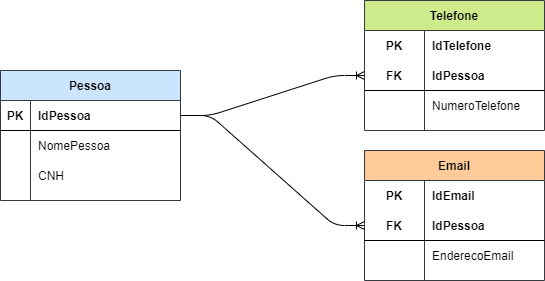 Pessoa
PK IdPessoa
NomePessoa
CNH
Telefone
PK IdTelefone
FK IdPessoa
NumeroTelefone
Email
PK IdEmail
FK IdPessoa
EnderecoEmail